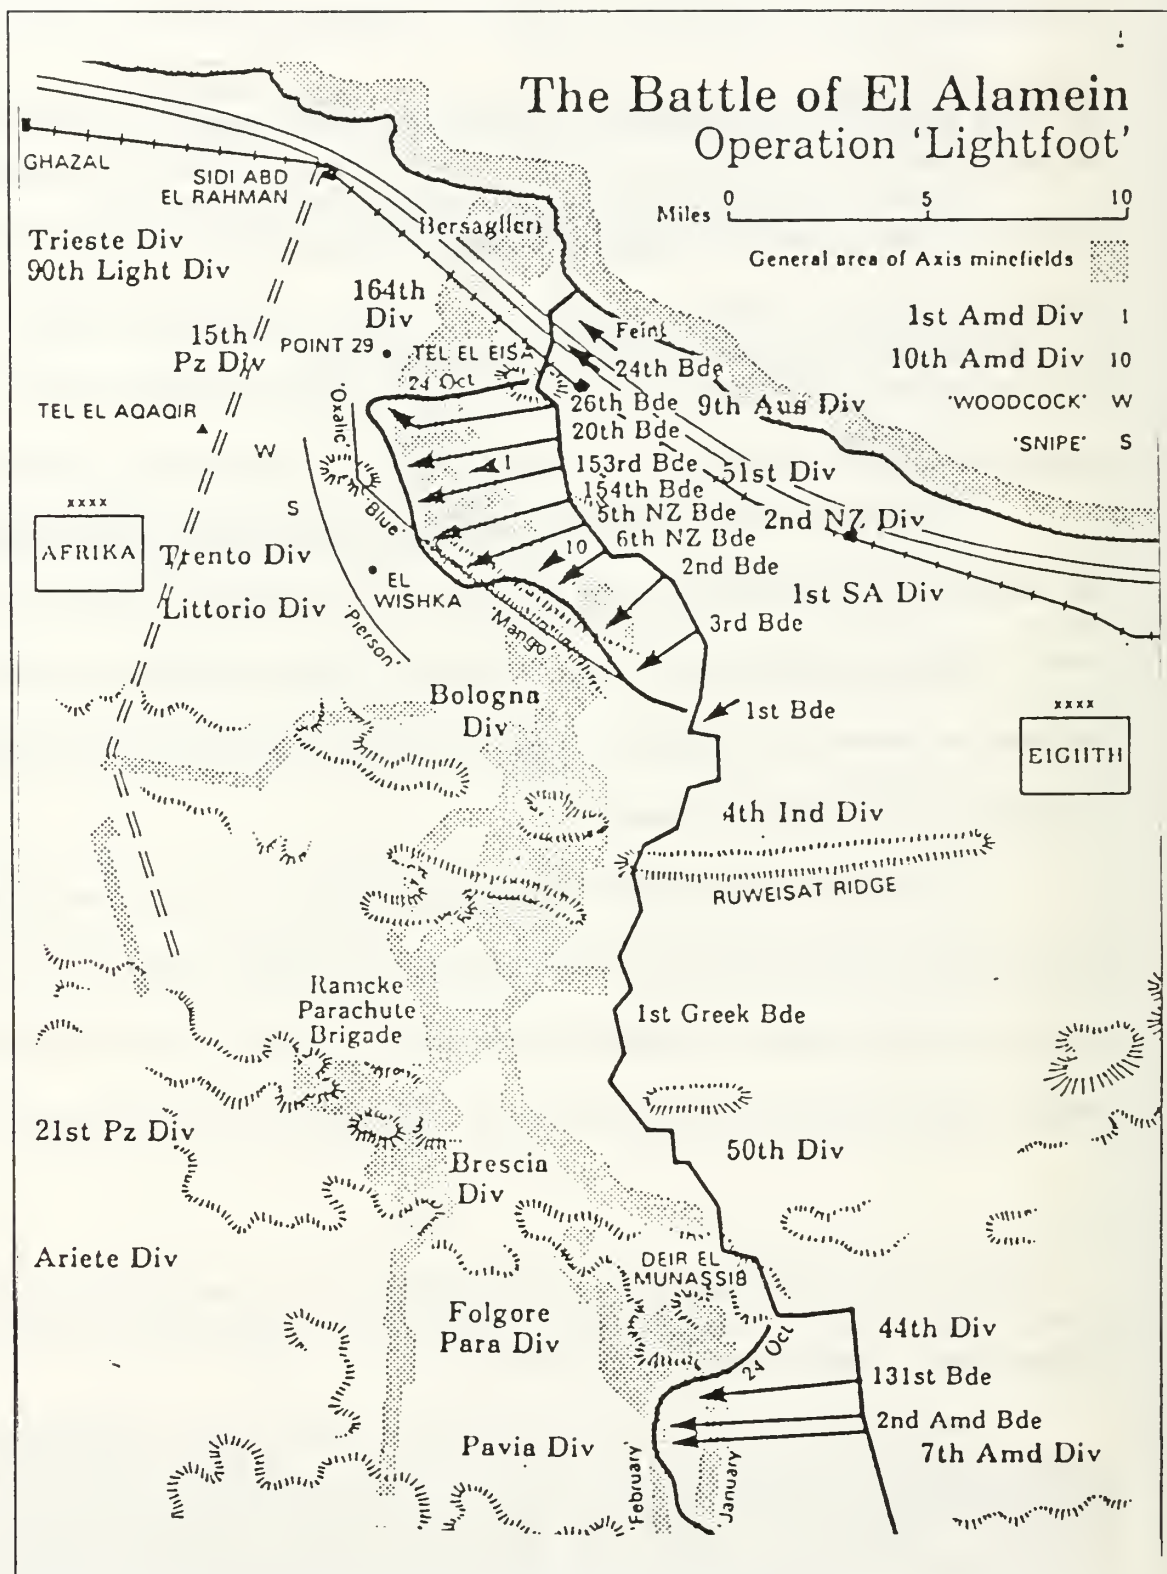 The Battle of El Alamein
Operation 'Lightfoot'
0 5 10
Miles
General area of Axis minefields
1st Amd Div 1
10th Amd Div 10
'WOODCOCK' W
'SNIPE' S
GHAZAL
SIDI ABD
EL RAHMAN
Trieste Div
90th Light Div
Bersaglieri
164th
Div
15th
Pz Div
POINT 29
TEL EL EISA
24 Oct
Feint
24th Bde
26th Bde
9th Aus Div
20th Bde
TEL EL AQAQIR
'Oxalic'
W
S
1
153rd Bde
51st Div
154th Bde
5th NZ Bde
2nd NZ Div
6th NZ Bde
'Blue'
10
2nd Bde
1st SA Div
3rd Bde
xxxx
AFRIKA
Trento Div
EL
WISHKA
Littorio Div
'Pierson'
'Mango'
Bologna
Div
1st Bde
xxxx
EIGHTH
4th Ind Div
RUWEISAT RIDGE
Ramcke
Parachute
Brigade
1st Greek Bde
21st Pz Div
50th Div
Brescia
Div
Ariete Div
DEIR EL
MUNASSIB
Folgore
Para Div
24 Oct
44th Div
131st Bde
2nd Amd Bde
7th Amd Div
Pavia Div
'February'
'January'